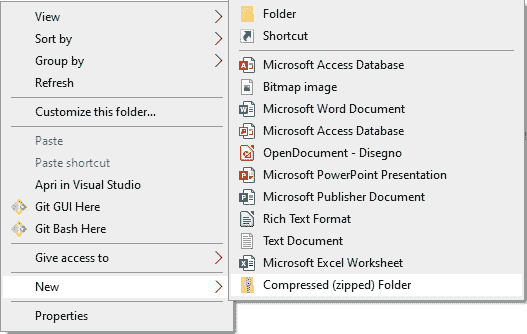 View
Sort by
Group by
Refresh
Customize this folder...
Paste
Paste shortcut
Apri in Visual Studio
Git GUI Here
Git Bash Here
Give access to
New
Properties
Folder
Shortcut
Microsoft Access Database
Bitmap image
Microsoft Word Document
Microsoft Access Database
OpenDocument - Disegno
Microsoft PowerPoint Presentation
Microsoft Publisher Document
Rich Text Format
Text Document
Microsoft Excel Worksheet
Compressed (zipped) Folder